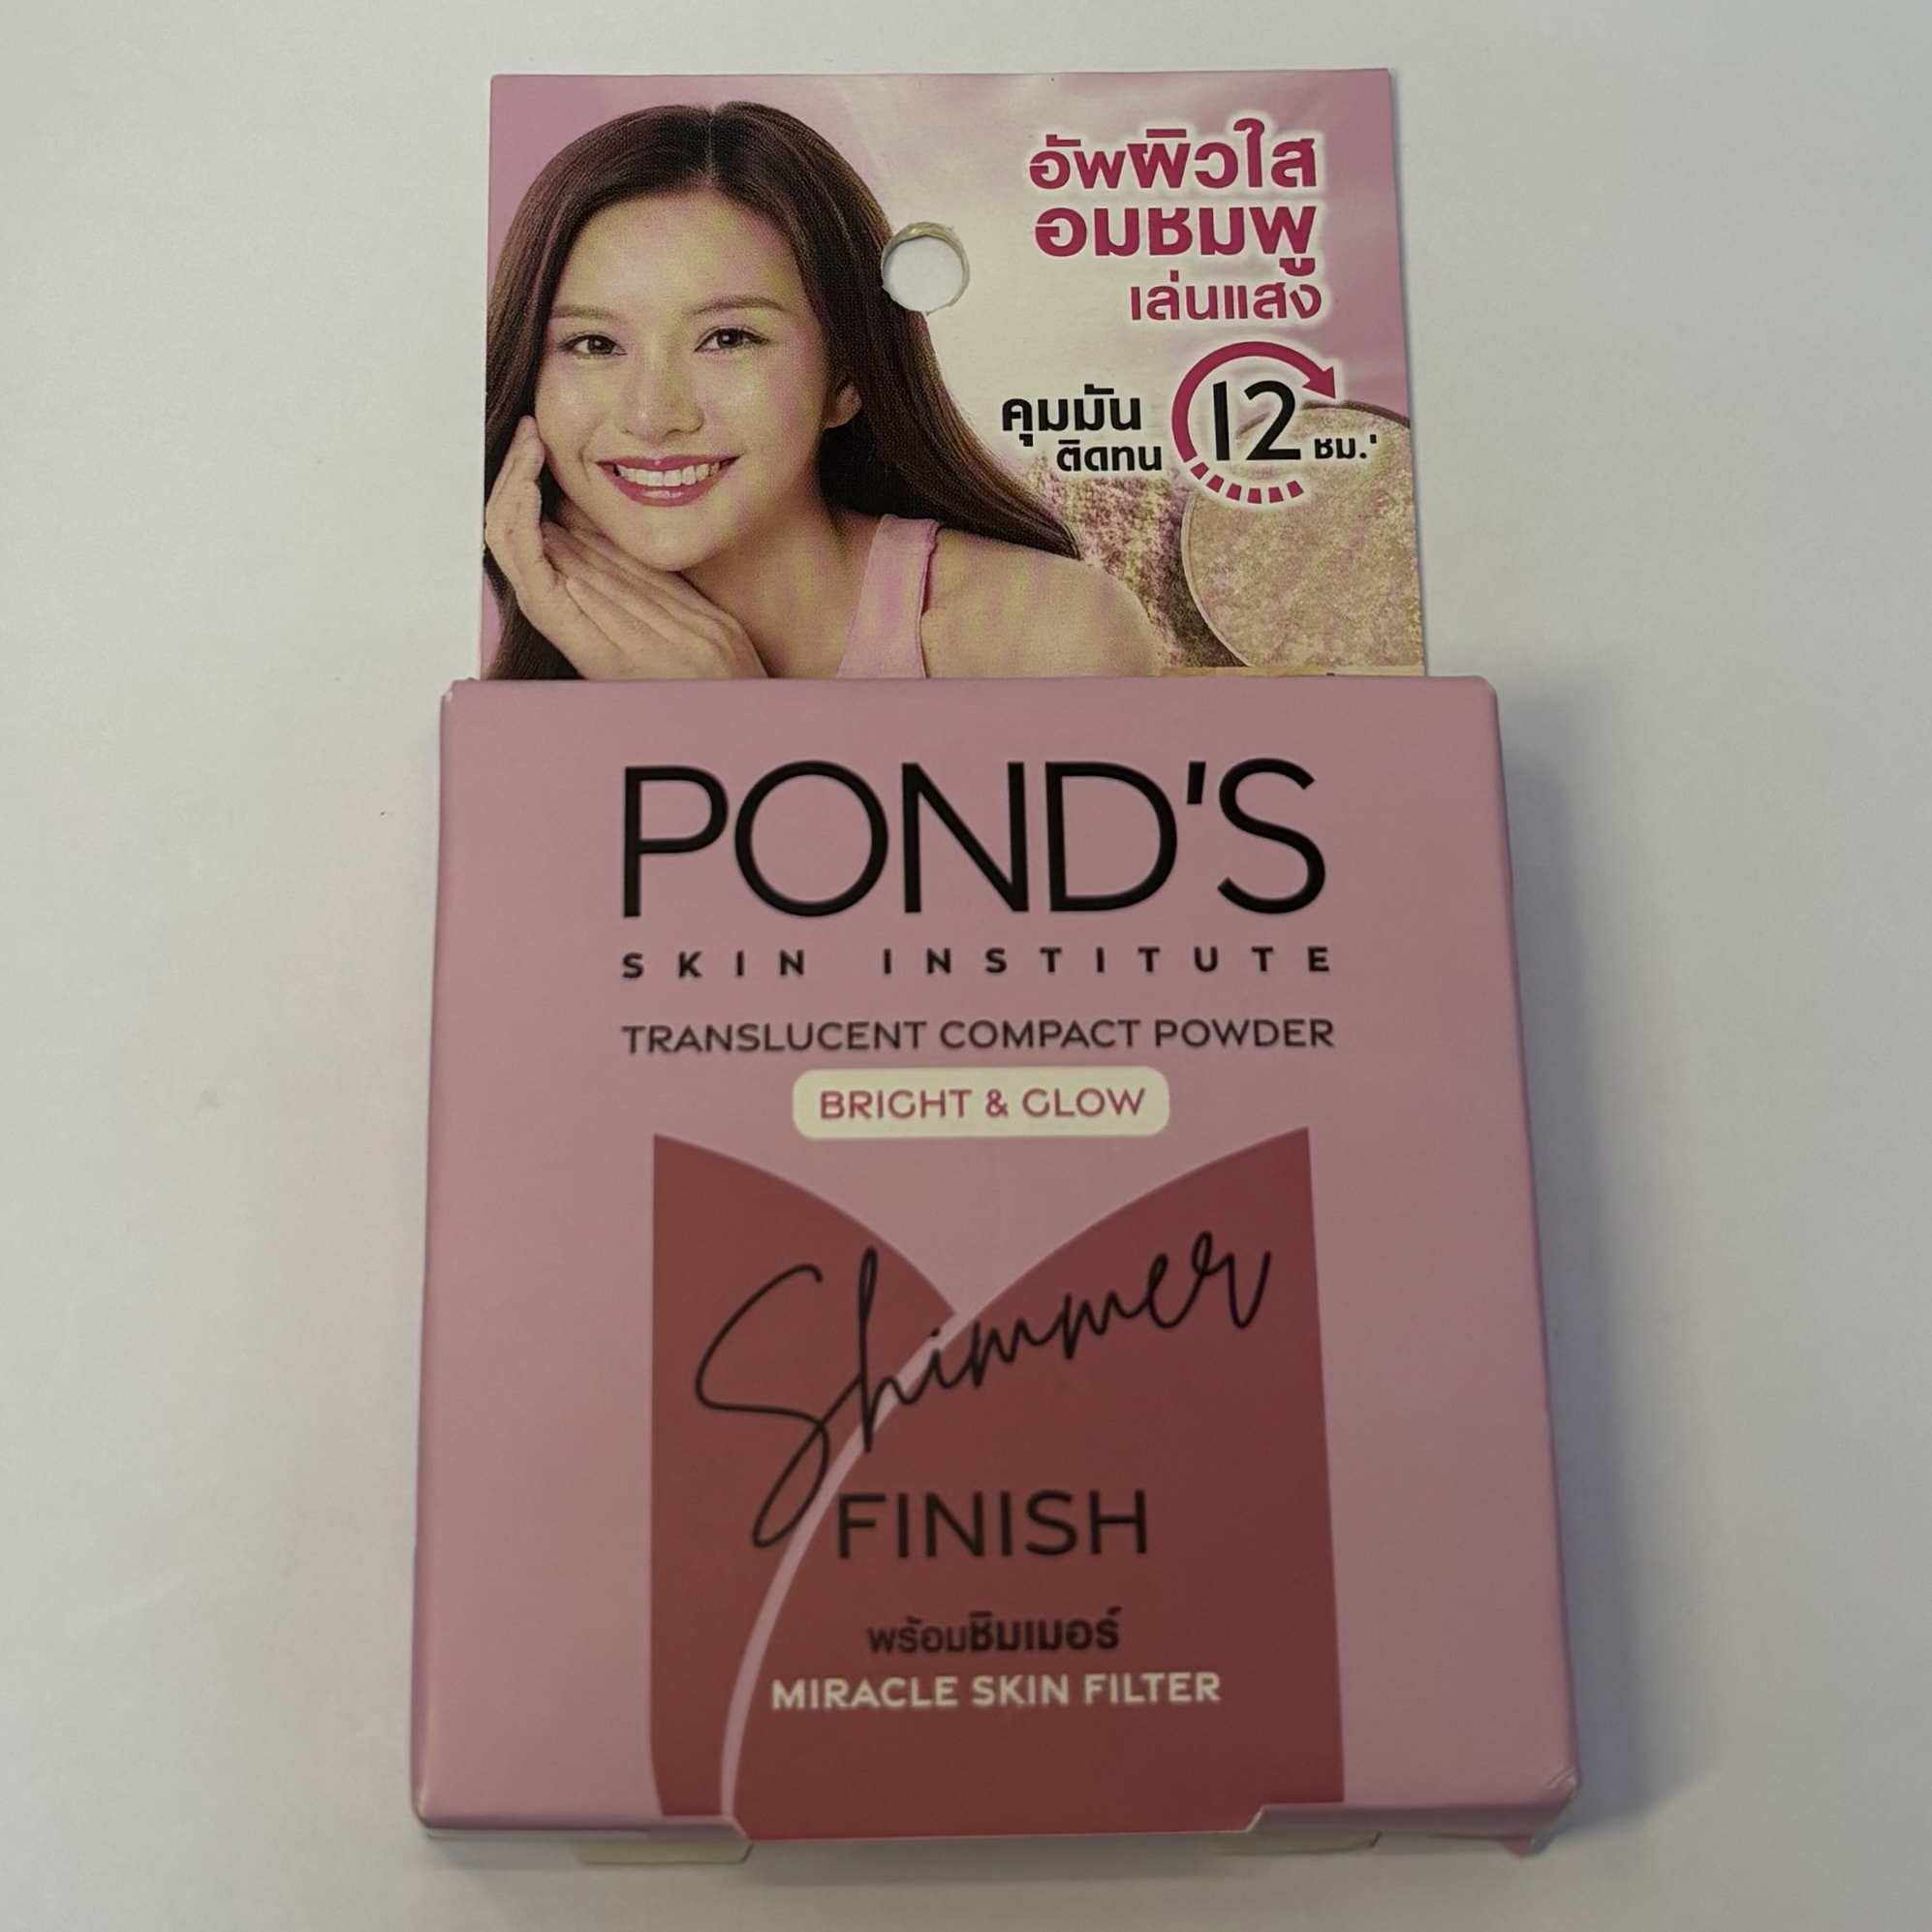 อัพผิวใส
อมชมพู
เล่นแสง
คุมมัน
ติดทน
12 ชม.*
POND'S
SKIN INSTITUTE
TRANSLUCENT COMPACT POWDER
BRIGHT & GLOW
Shimmer
FINISH
พร้อมชิมเมอร์
MIRACLE SKIN FILTER